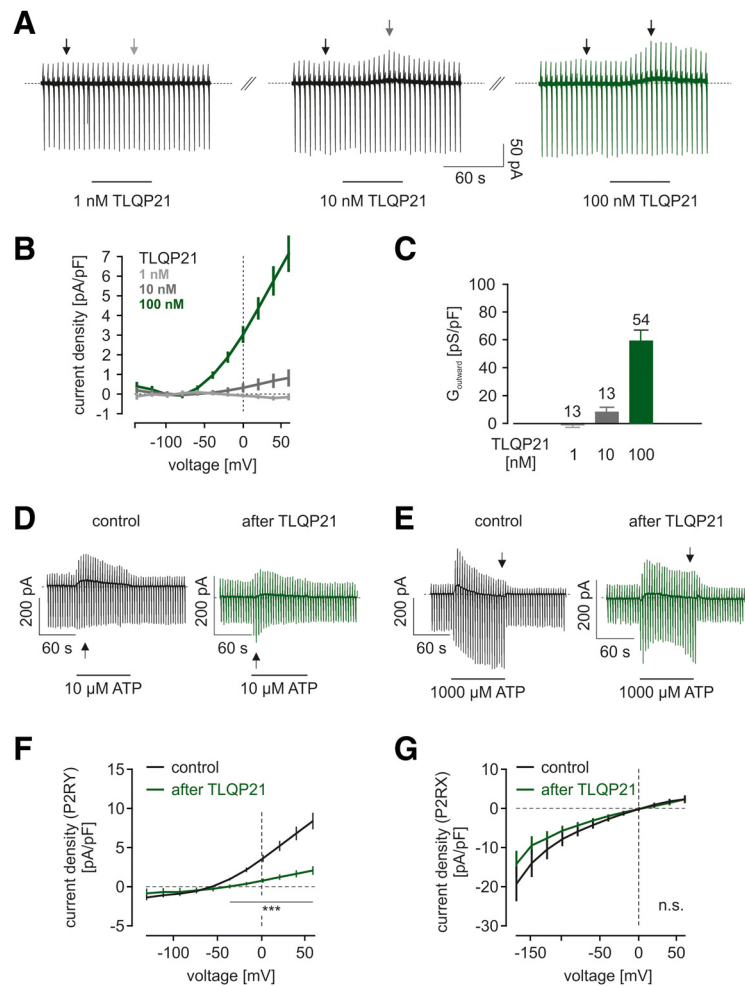 A
1 nM TLQP21
10 nM TLQP21
100 nM TLQP21
60 s
50 pA
B
current density [pA/pF]
7
6
5
4
3
2
1
0
-1
TLQP21
1 nM
10 nM
100 nM
-100
-50
0
50
voltage [mV]
C
G outward [pS/pF]
100
80
60
40
20
0
13
13
54
TLQP21
[nM]
1
10
100
D
control
after TLQP21
200 pA
60 s
10 µM ATP
200 pA
60 s
10 µM ATP
E
control
after TLQP21
200 pA
60 s
1000 µM ATP
200 pA
60 s
1000 µM ATP
F
current density (P2RY)
[pA/pF]
15
10
5
0
-5
control
after TLQP21
***
-100
-50
0
50
voltage [mV]
G
current density (P2RX)
[pA/pF]
10
0
-10
-20
-30
control
after TLQP21
n.s.
-150
-50
0
50
voltage [mV]